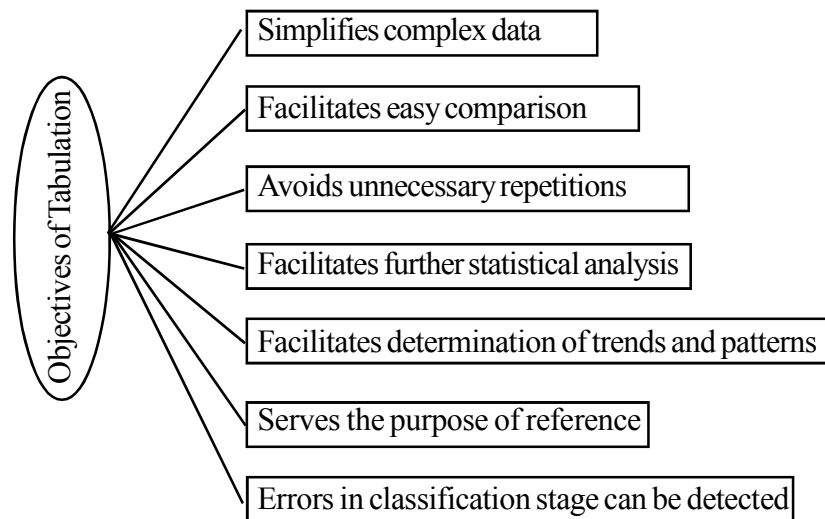 Objectives of Tabulation
Simplifies complex data
Facilitates easy comparison
Avoids unnecessary repetitions
Facilitates further statistical analysis
Facilitates determination of trends and patterns
Serves the purpose of reference
Errors in classification stage can be detected